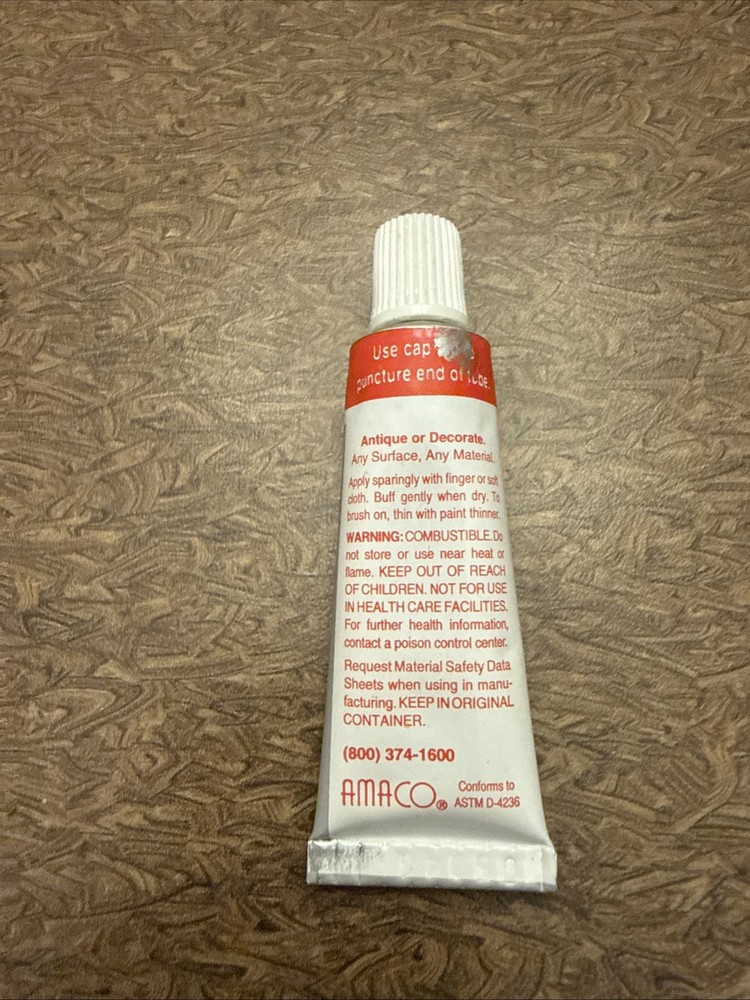 Use cap
puncture end of tube.
Antique or Decorate.
Any Surface, Any Material.
Apply sparingly with finger or soft
cloth. Buff gently when dry. To
brush on, thin with paint thinner.
WARNING: COMBUSTIBLE. Do
not store or use near heat or
flame. KEEP OUT OF REACH
OF CHILDREN. NOT FOR USE
IN HEALTH CARE FACILITIES.
For further health information,
contact a poison control center.
Request Material Safety Data
Sheets when using in manu-
facturing. KEEP IN ORIGINAL
CONTAINER.
(800) 374-1600
AMACO® Conforms to
ASTM D-4236